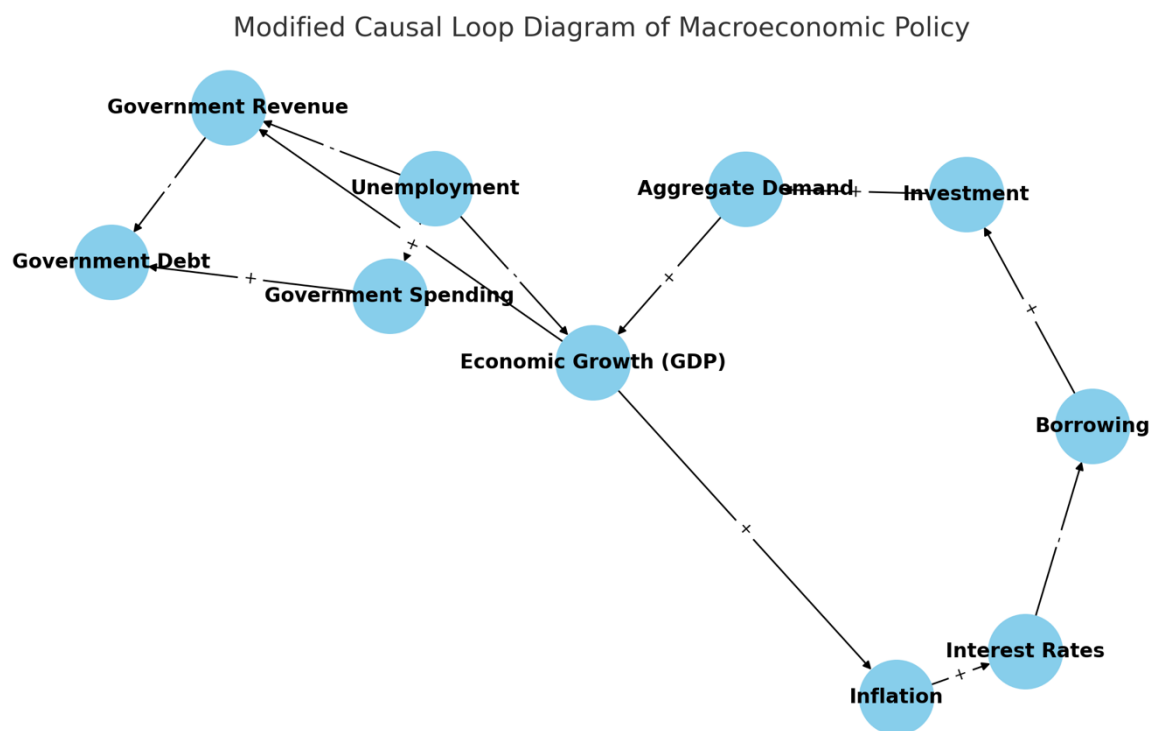 Modified Causal Loop Diagram of Macroeconomic Policy
Government Revenue
-
Unemployment
Aggregate Demand
+
Investment
-
+
Government Debt
+
Government Spending
-
+
+
Economic Growth (GDP)
Borrowing
+
-
Interest Rates
+
Inflation